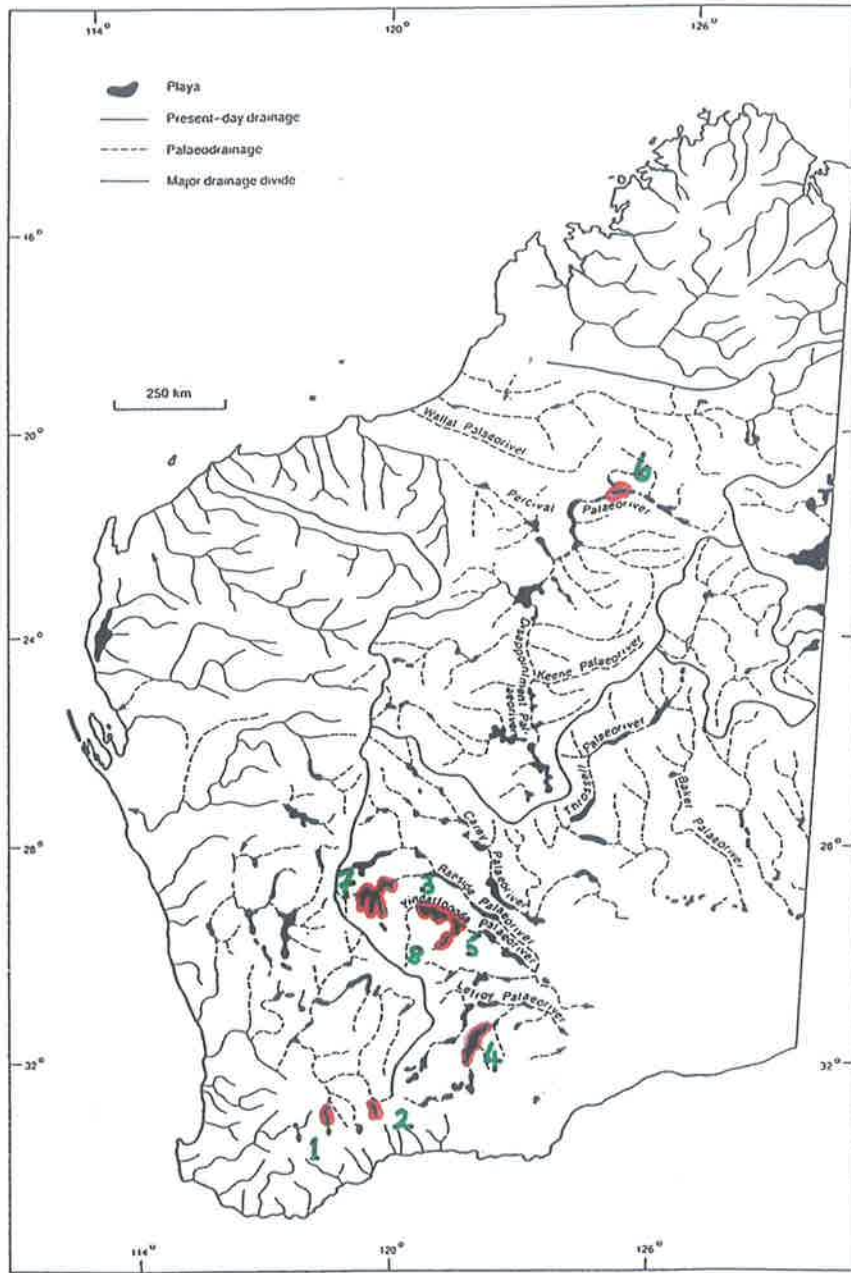 114°
120°
126°
Playa
Present-day drainage
Palaeodrainage
Major drainage divide
16°
250 km
20°
Wallal Palaeoriver
6
Percival Palaeoriver
24°
Disappointment Palaeoriver
Keene Palaeoriver
Throssell Palaeoriver
Baker Palaeoriver
Carey Palaeoriver
28°
28°
7
3
Raeside Palaeoriver
Yindarlgooda Palaeoriver
8
5
Lefroy Palaeoriver
4
32°
32°
1
2
114°
120°
126°